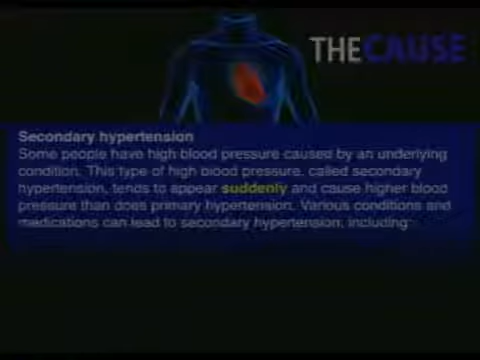 THECAUSE
Secondary hypertension
Some people have high blood pressure caused by an underlying
condition. This type of high blood pressure, called secondary
hypertension, tends to appear suddenly and cause higher blood
pressure than does primary hypertension. Various conditions and
medications can lead to secondary hypertension, including: